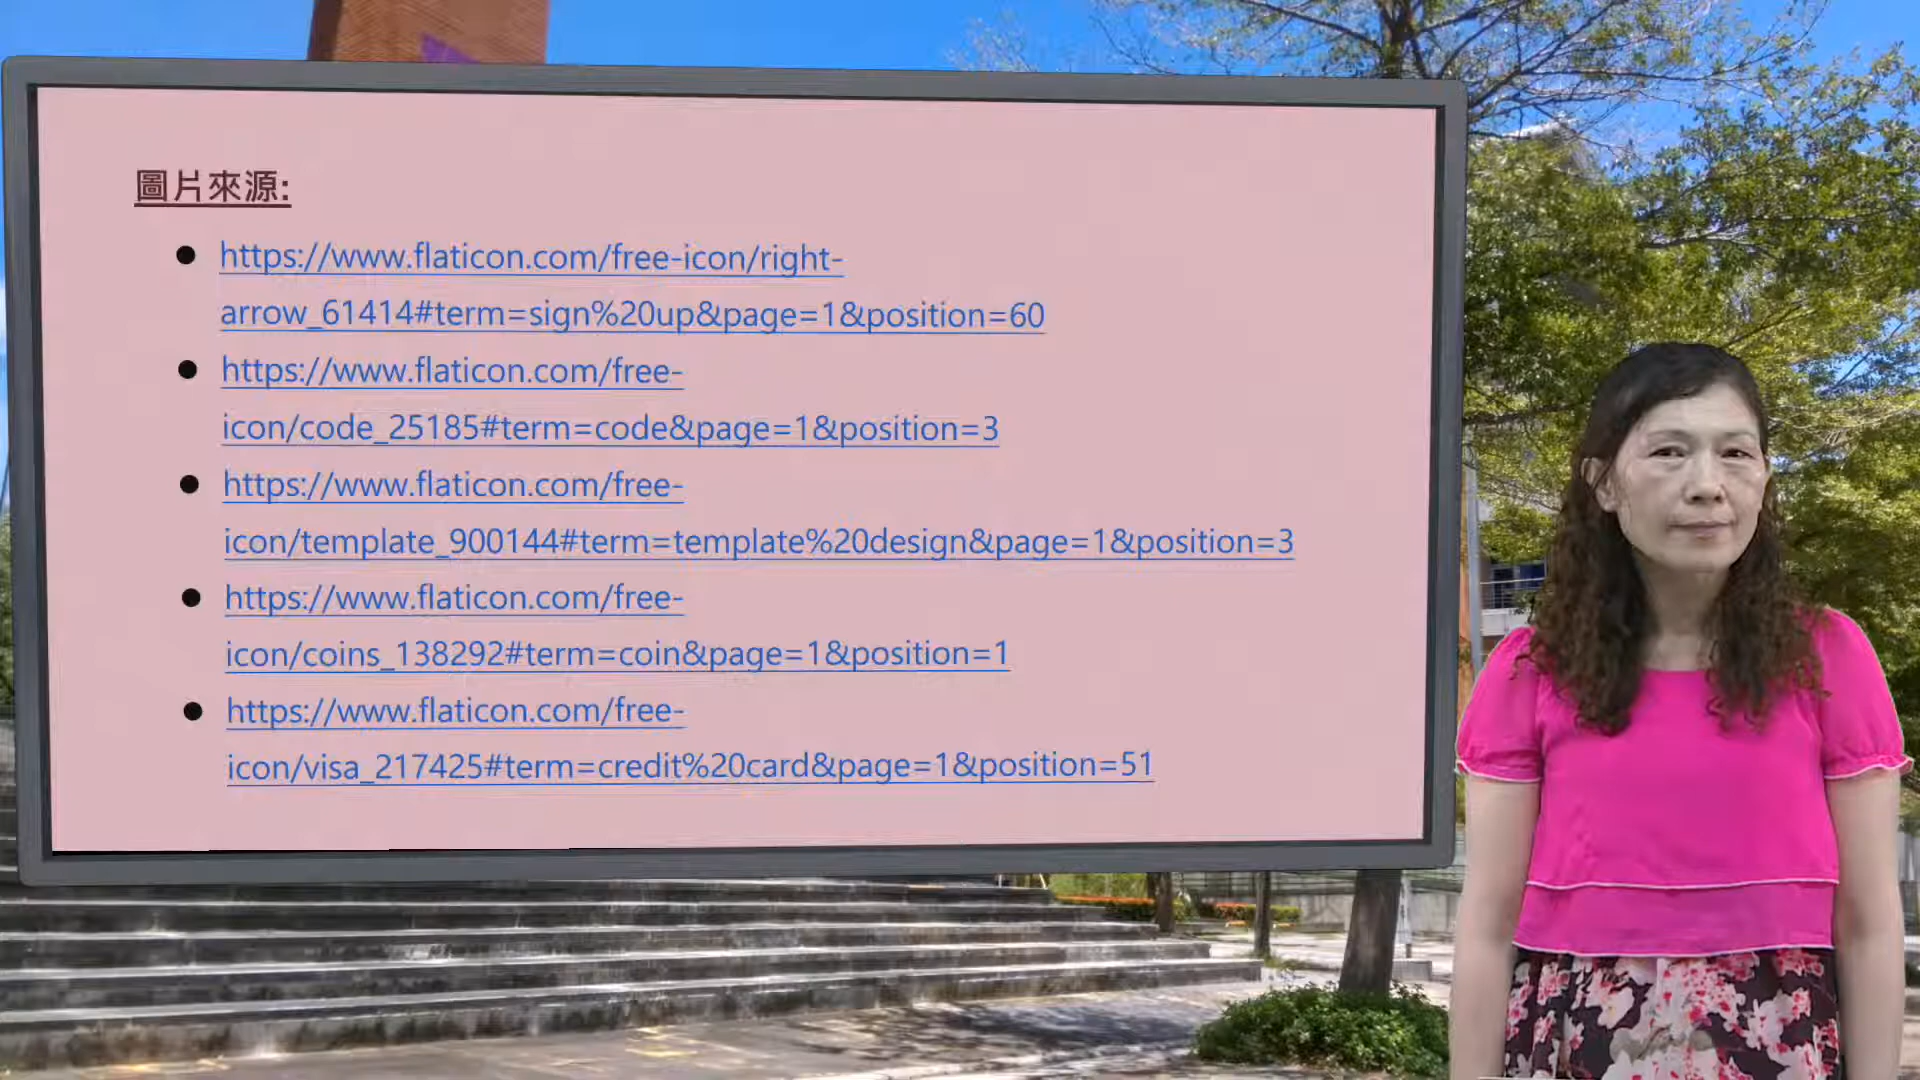 圖片來源:
https://www.flaticon.com/free-icon/right-
arrow_61414#term=sign%20up&page=1&position=60
https://www.flaticon.com/free-
icon/code_25185#term=code&page=1&position=3
https://www.flaticon.com/free-
icon/template_900144#term=template%20design&page=1&position=3
https://www.flaticon.com/free-
icon/coins_138292#term=coin&page=1&position=1
https://www.flaticon.com/free-
icon/visa_217425#term=credit%20card&page=1&position=51